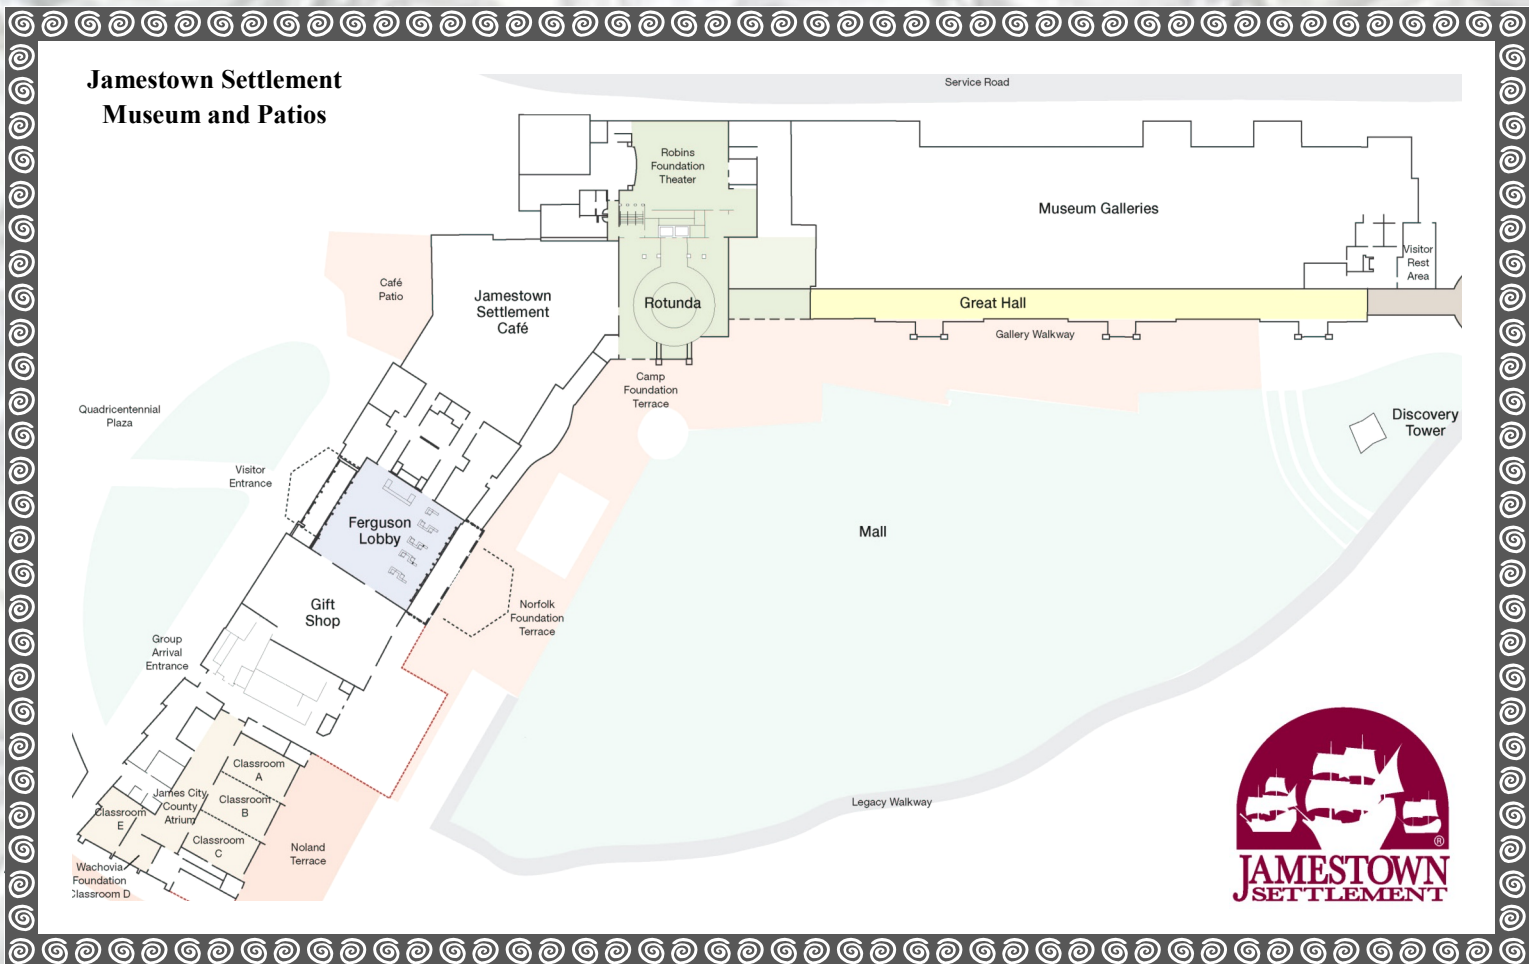 Jamestown Settlement
Museum and Patios
Service Road
Robins
Foundation
Theater
Museum Galleries
Visitor
Rest
Area
Café
Patio
Jamestown
Settlement
Café
Rotunda
Great Hall
Gallery Walkway
Camp
Foundation
Terrace
Quadricentennial
Plaza
Discovery
Tower
Visitor
Entrance
Ferguson
Lobby
Mall
Gift
Shop
Norfolk
Foundation
Terrace
Group
Arrival
Entrance
Classroom
A
James City
County
Atrium
Classroom
B
Classroom
E
Classroom
C
Legacy Walkway
Noland
Terrace
Wachovia
Foundation
Classroom D
®
JAMESTOWN
SETTLEMENT